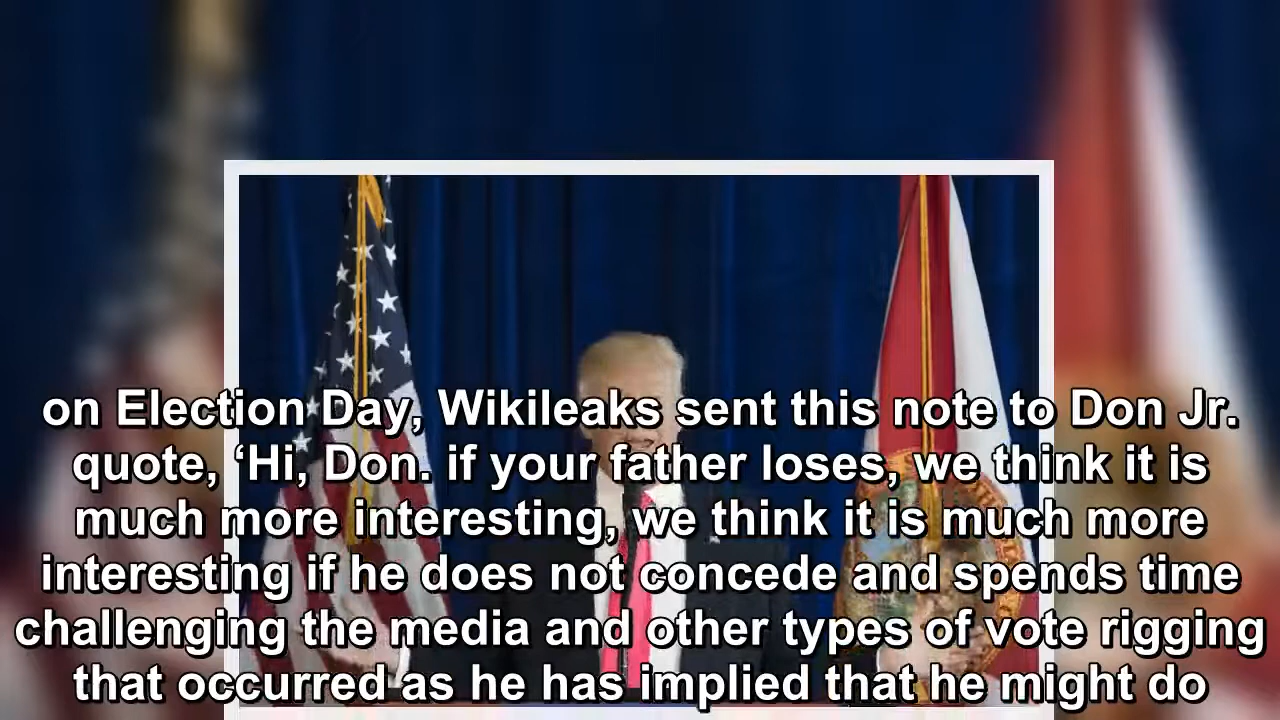 on Election Day, Wikileaks sent this note to Don Jr.
quote, ‘Hi, Don. if your father loses, we think it is
much more interesting, we think it is much more
interesting if he does not concede and spends time
challenging the media and other types of vote rigging
that occurred as he has implied that he might do